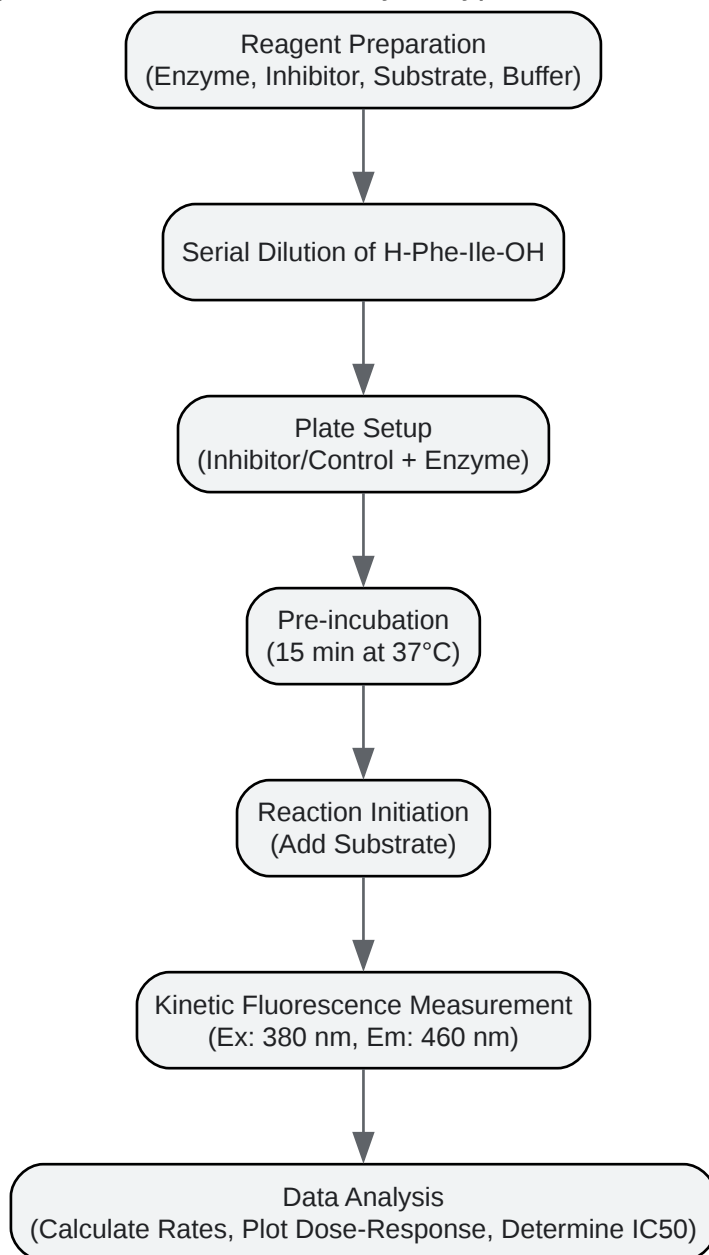 Reagent Preparation
(Enzyme, Inhibitor, Substrate, Buffer)
Serial Dilution of H-Phe-Ile-OH
Plate Setup
(Inhibitor/Control + Enzyme)
Pre-incubation
(15 min at 37°C)
Reaction Initiation
(Add Substrate)
Kinetic Fluorescence Measurement
(Ex: 380 nm, Em: 460 nm)
Data Analysis
(Calculate Rates, Plot Dose-Response, Determine IC50)